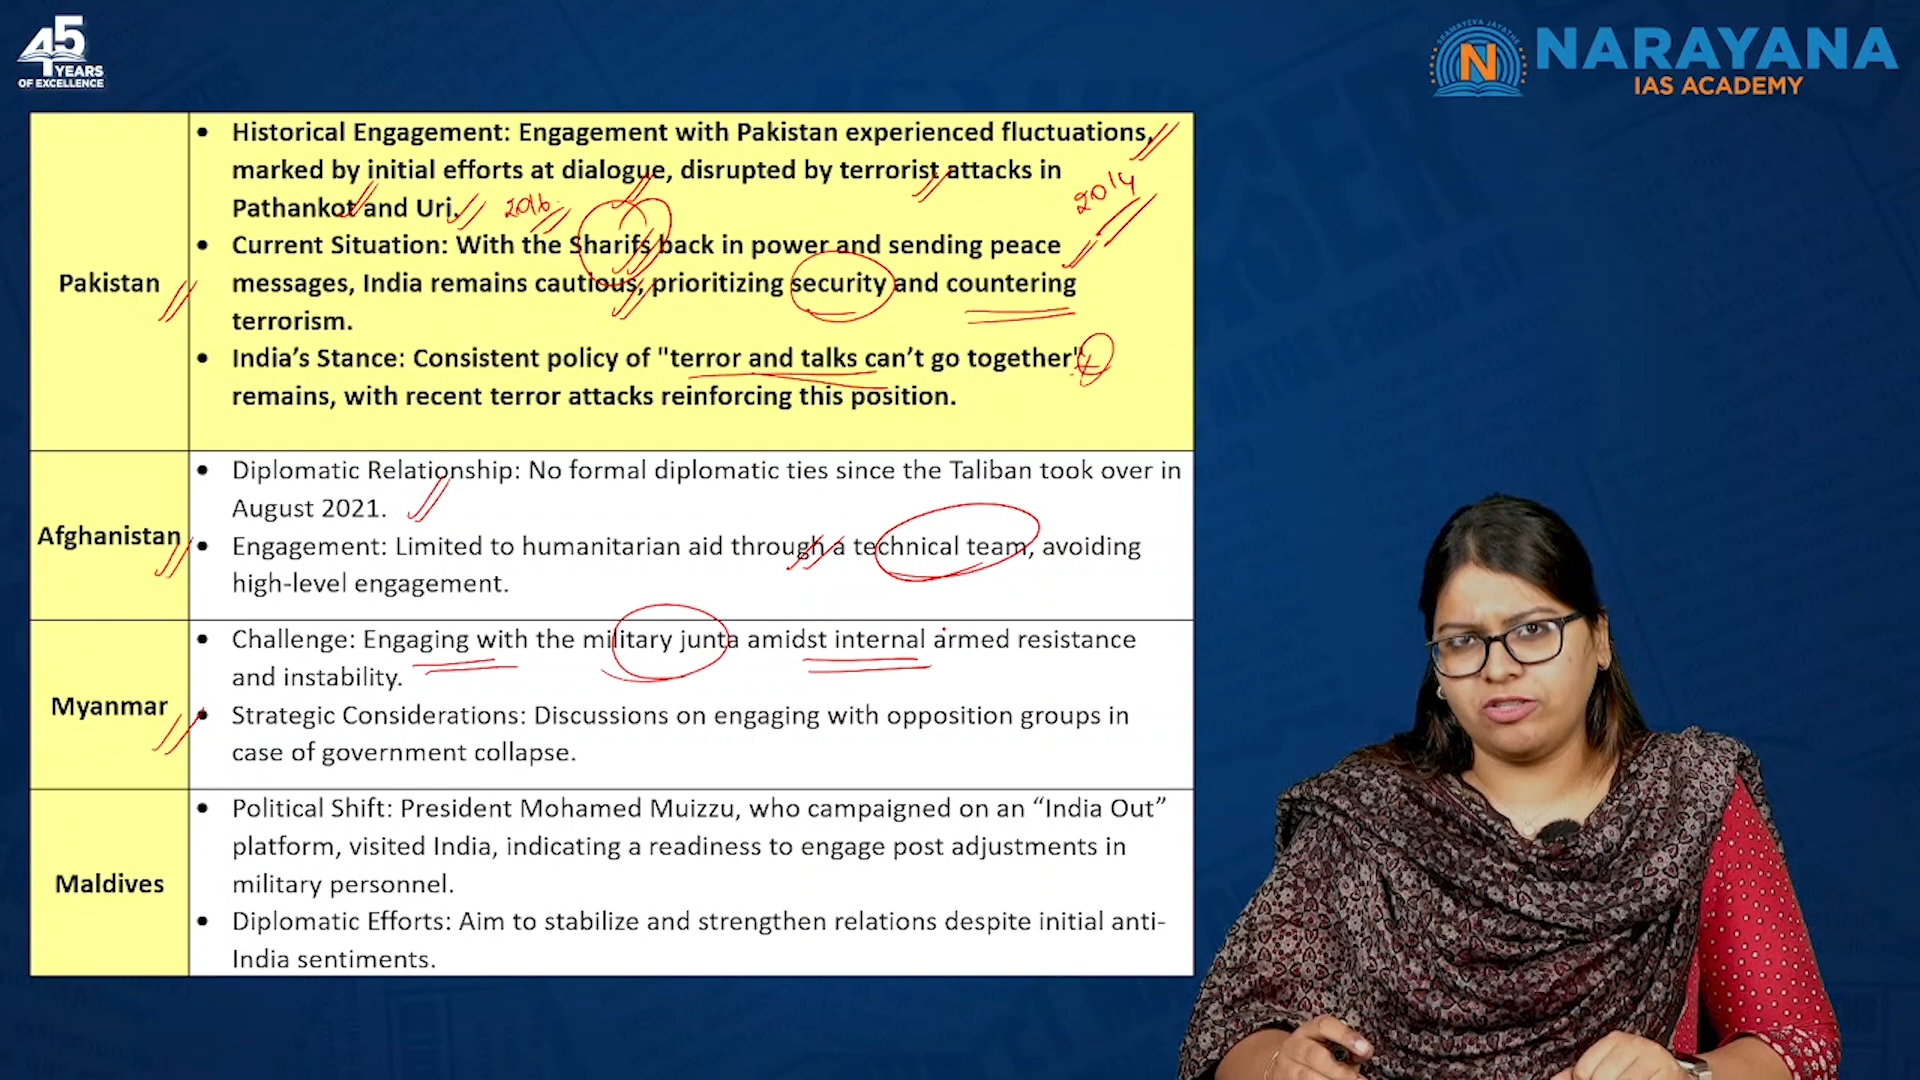 45
YEARS
OF EXCELLENCE
SATYAMEVA JAYATHE
N
NARAYANA
IAS ACADEMY
Pakistan
• Historical Engagement: Engagement with Pakistan experienced fluctuations,
marked by initial efforts at dialogue, disrupted by terrorist attacks in
Pathankot and Uri.
2016
2014
• Current Situation: With the Sharifs back in power and sending peace
messages, India remains cautious, prioritizing security and countering
terrorism.
• India’s Stance: Consistent policy of "terror and talks can’t go together"
remains, with recent terror attacks reinforcing this position.
Afghanistan
• Diplomatic Relationship: No formal diplomatic ties since the Taliban took over in
August 2021.
• Engagement: Limited to humanitarian aid through a technical team, avoiding
high-level engagement.
Myanmar
• Challenge: Engaging with the military junta amidst internal armed resistance
and instability.
• Strategic Considerations: Discussions on engaging with opposition groups in
case of government collapse.
Maldives
• Political Shift: President Mohamed Muizzu, who campaigned on an “India Out”
platform, visited India, indicating a readiness to engage post adjustments in
military personnel.
• Diplomatic Efforts: Aim to stabilize and strengthen relations despite initial anti-
India sentiments.